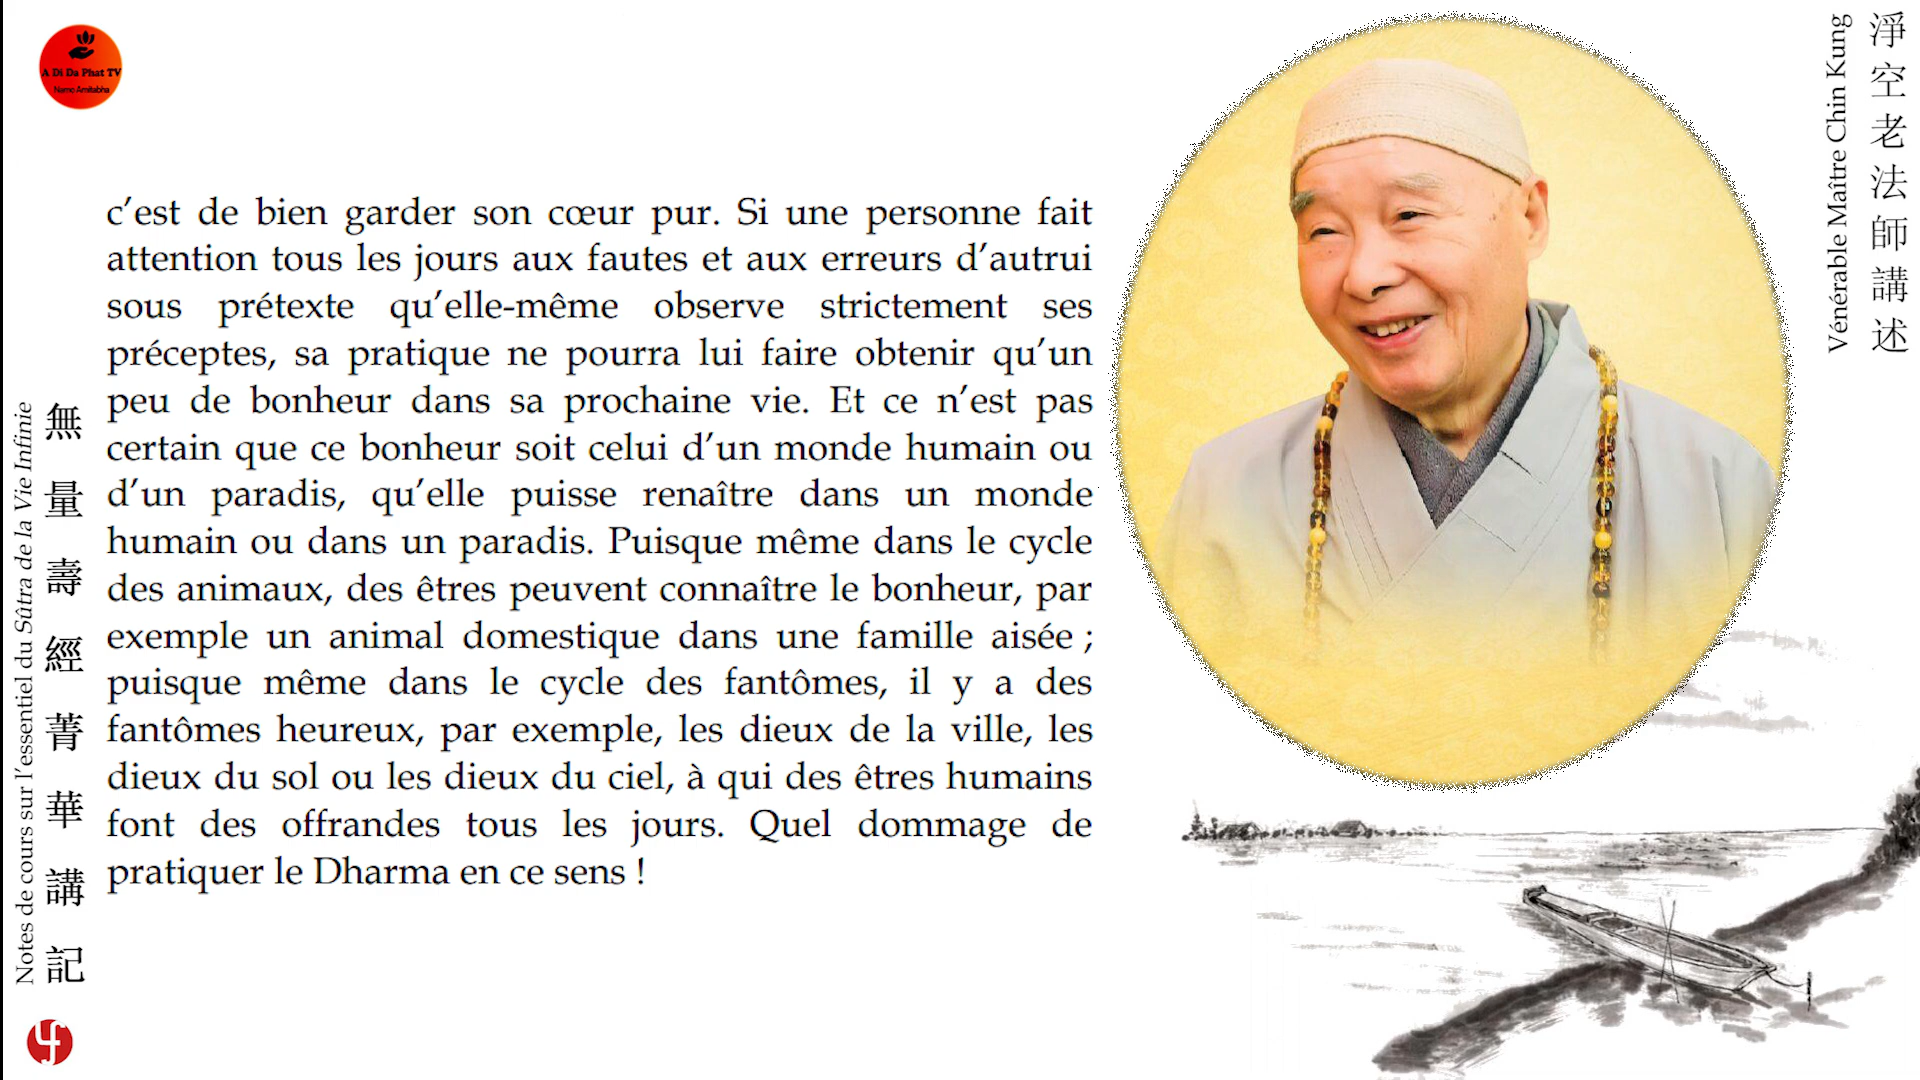 A Di Da Phat TV
Namo Amitabha
c’est de bien garder son cœur pur. Si une personne fait
attention tous les jours aux fautes et aux erreurs d’autrui
sous prétexte qu’elle-même observe strictement ses
préceptes, sa pratique ne pourra lui faire obtenir qu’un
peu de bonheur dans sa prochaine vie. Et ce n’est pas
certain que ce bonheur soit celui d’un monde humain ou
d’un paradis, qu’elle puisse renaître dans un monde
humain ou dans un paradis. Puisque même dans le cycle
des animaux, des êtres peuvent connaître le bonheur, par
exemple un animal domestique dans une famille aisée ;
puisque même dans le cycle des fantômes, il y a des
fantômes heureux, par exemple, les dieux de la ville, les
dieux du sol ou les dieux du ciel, à qui des êtres humains
font des offrandes tous les jours. Quel dommage de
pratiquer le Dharma en ce sens !
Notes de cours sur l’essentiel du Sûtra de la Vie Infinie
無量壽經菁華講記
Vénérable Maître Chin Kung
淨空老法師講述